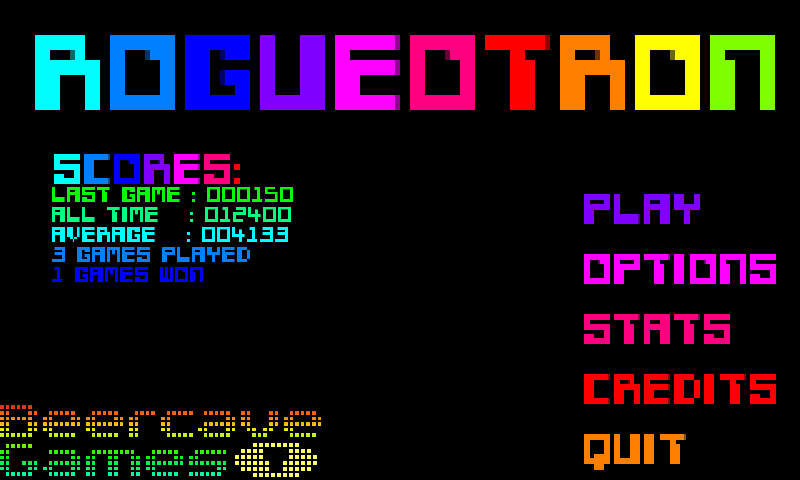 ROGUEOTRON
SCORES:
LAST GAME : 000150
ALL TIME : 012400
AVERAGE : 004133
3 GAMES PLAYED
1 GAMES WON
PLAY
OPTIONS
STATS
CREDITS
QUIT
BeerCave
Games